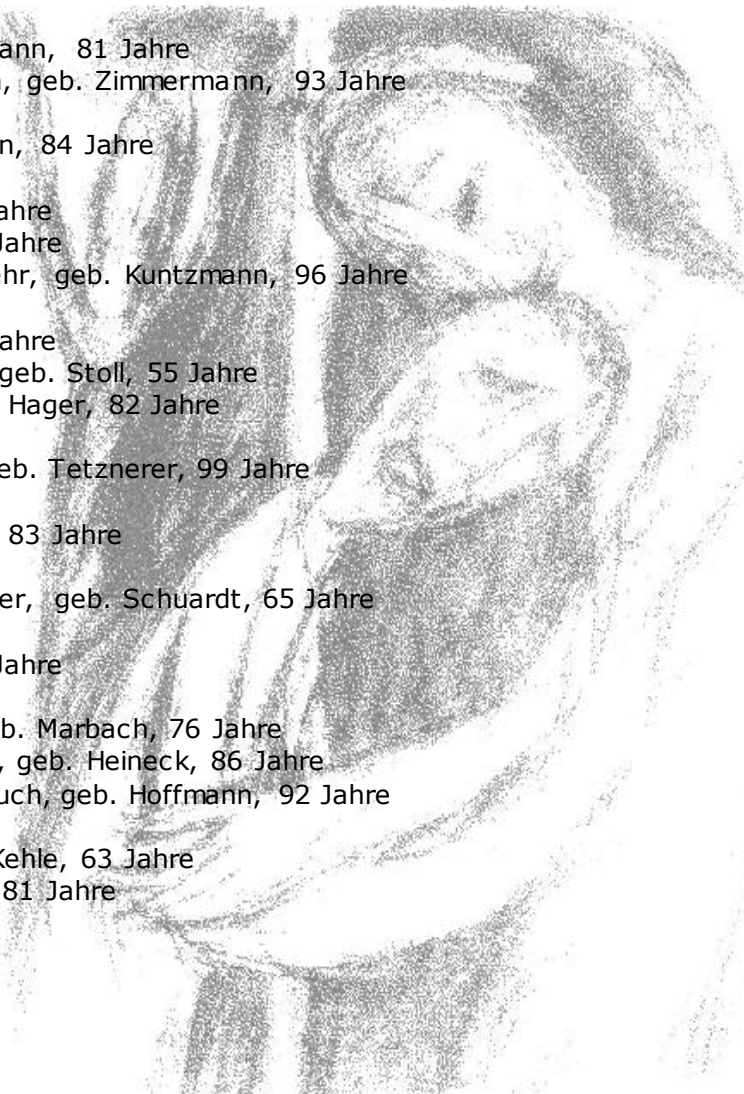 ann, 81 Jahre
, geb. Zimmermann, 93 Jahre
n, 84 Jahre
ahre
Jahre
ehr, geb. Kuntzmann, 96 Jahre
ahre
geb. Stoll, 55 Jahre
Hager, 82 Jahre
eb. Tetznerer, 99 Jahre
83 Jahre
er, geb. Schuardt, 65 Jahre
Jahre
b. Marbach, 76 Jahre
, geb. Heineck, 86 Jahre
uch, geb. Hoffmann, 92 Jahre
Kehle, 63 Jahre
81 Jahre